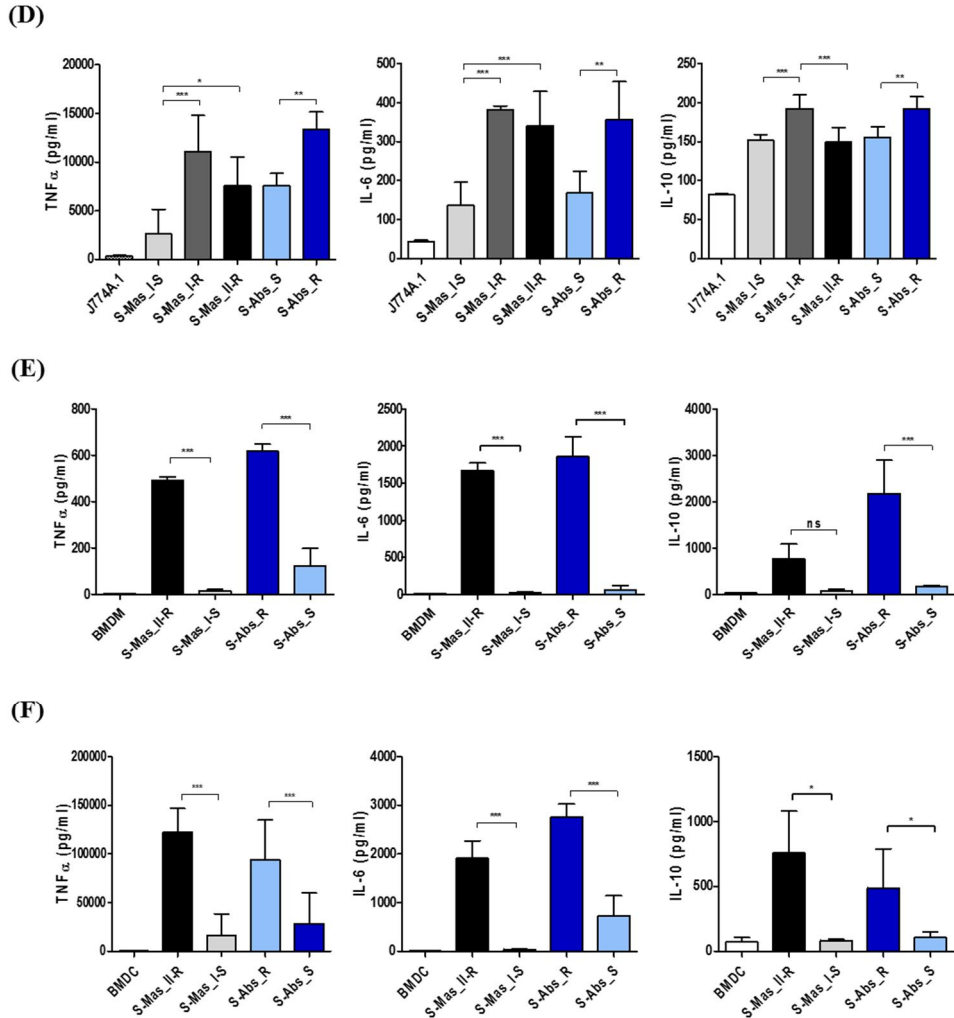 (D)
TNFα (pg/ml)
20000
15000
10000
5000
0
*
***
**
J774A.1
S-Mas_I-S
S-Mas_I-R
S-Mas_II-R
S-Abs_S
S-Abs_R
IL-6 (pg/ml)
500
400
300
200
100
0
***
***
**
J774A.1
S-Mas_I-S
S-Mas_I-R
S-Mas_II-R
S-Abs_S
S-Abs_R
IL-10 (pg/ml)
250
200
150
100
50
0
***
***
**
J774A.1
S-Mas_I-S
S-Mas_I-R
S-Mas_II-R
S-Abs_S
S-Abs_R
(E)
TNFα (pg/ml)
800
600
400
200
0
***
***
BMDM
S-Mas_II-R
S-Mas_I-S
S-Abs_R
S-Abs_S
IL-6 (pg/ml)
2500
2000
1500
1000
500
0
***
***
BMDM
S-Mas_II-R
S-Mas_I-S
S-Abs_R
S-Abs_S
IL-10 (pg/ml)
4000
3000
2000
1000
0
ns
***
BMDM
S-Mas_II-R
S-Mas_I-S
S-Abs_R
S-Abs_S
(F)
TNFα (pg/ml)
200000
150000
100000
50000
0
***
***
BMDC
S-Mas_II-R
S-Mas_I-S
S-Abs_R
S-Abs_S
IL-6 (pg/ml)
4000
3000
2000
1000
0
***
***
BMDC
S-Mas_II-R
S-Mas_I-S
S-Abs_R
S-Abs_S
IL-10 (pg/ml)
1500
1000
500
0
*
*
BMDC
S-Mas_II-R
S-Mas_I-S
S-Abs_R
S-Abs_S